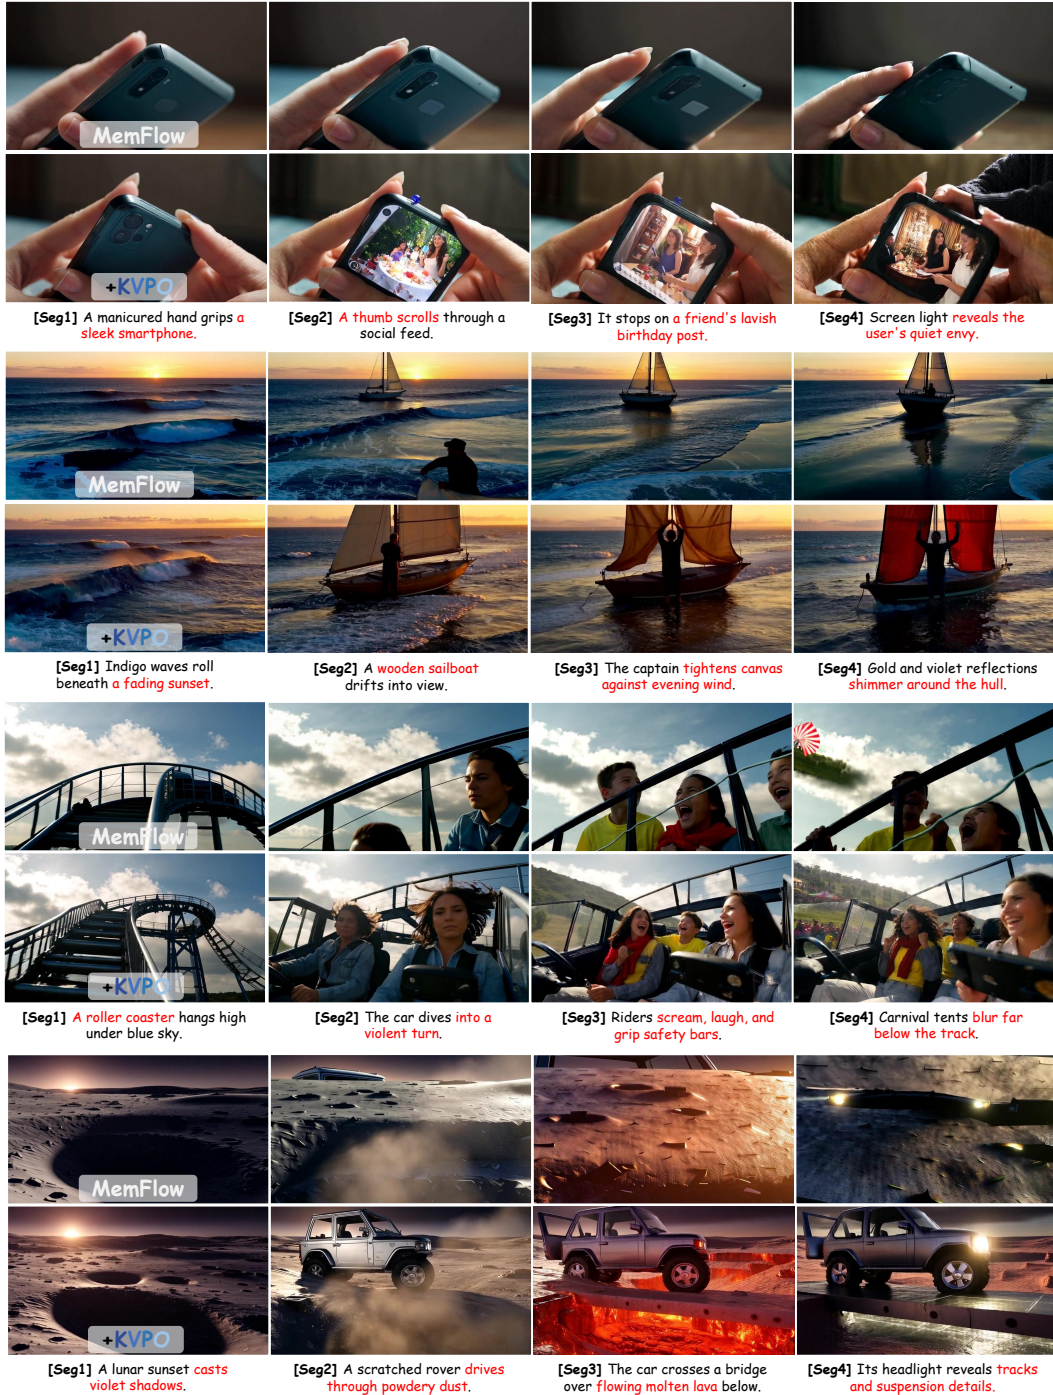 MemFlow
+KVPO
[Seg1] A manicured hand grips a
sleek smartphone.
[Seg2] A thumb scrolls through a
social feed.
[Seg3] It stops on a friend's lavish
birthday post.
[Seg4] Screen light reveals the
user's quiet envy.
MemFlow
+KVPO
[Seg1] Indigo waves roll
beneath a fading sunset.
[Seg2] A wooden sailboat
drifts into view.
[Seg3] The captain tightens canvas
against evening wind.
[Seg4] Gold and violet reflections
shimmer around the hull.
MemFlow
+KVPO
[Seg1] A roller coaster hangs high
under blue sky.
[Seg2] The car dives into a
violent turn.
[Seg3] Riders scream, laugh, and
grip safety bars.
[Seg4] Carnival tents blur far
below the track.
MemFlow
+KVPO
[Seg1] A lunar sunset casts
violet shadows.
[Seg2] A scratched rover drives
through powdery dust.
[Seg3] The car crosses a bridge
over flowing molten lava below.
[Seg4] Its headlight reveals tracks
and suspension details.